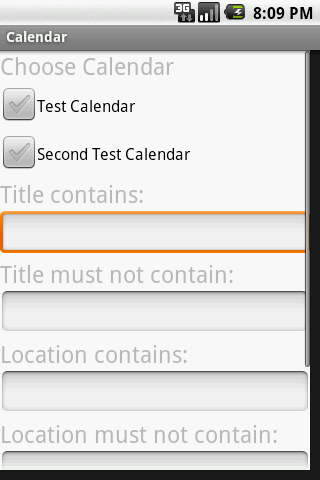 3G 8:09 PM
Calendar
Choose Calendar
Test Calendar
Second Test Calendar
Title contains:
Title must not contain:
Location contains:
Location must not contain: